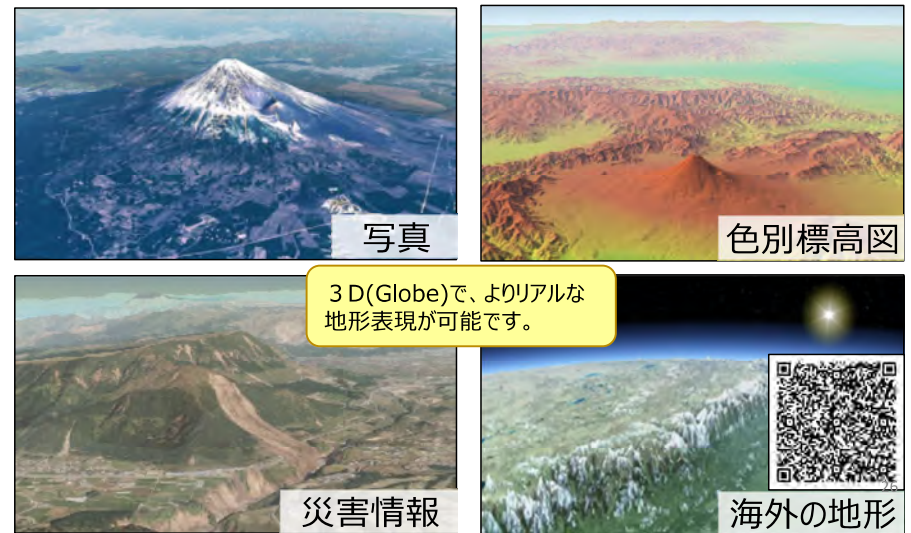 写真
色別標高図
３Ｄ(Globe)で、よりリアルな
地形表現が可能です。
災害情報
海外の地形
26